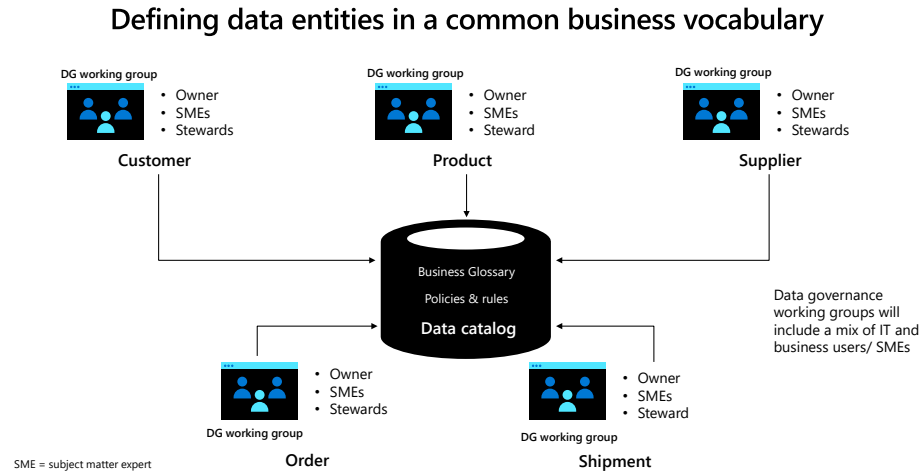 Defining data entities in a common business vocabulary
DG working group
• Owner
• SMEs
• Stewards
Customer
DG working group
• Owner
• SMEs
• Steward
Product
DG working group
• Owner
• SMEs
• Stewards
Supplier
Business Glossary
Policies & rules
Data catalog
Data governance
working groups will
include a mix of IT and
business users/ SMEs
• Owner
• SMEs
• Stewards
DG working group
Order
• Owner
• SMEs
• Steward
DG working group
Shipment
SME = subject matter expert